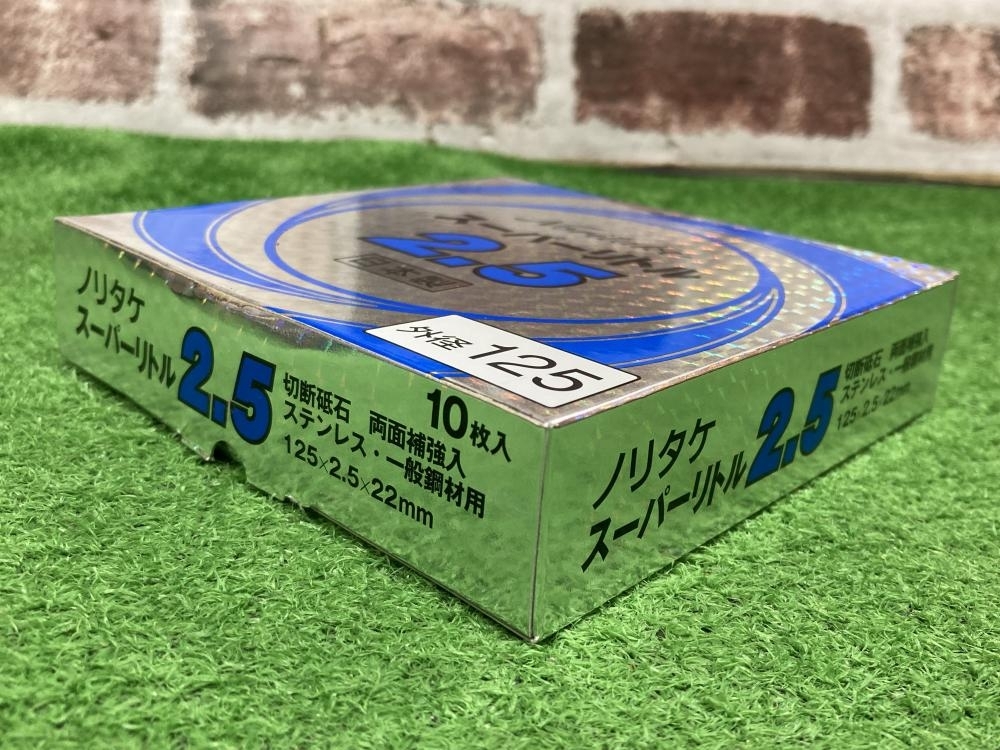 スーパーリトル
2.5
日本製
外径 125
ノリタケ
スーパーリトル 2.5
切断砥石 両面補強入
ステンレス・一般鋼材用
125×2.5×22mm
10枚入
ノリタケ
スーパーリトル 2.5
切断砥石 両面補強入
ステンレス・一般鋼材用
125×2.5×22mm